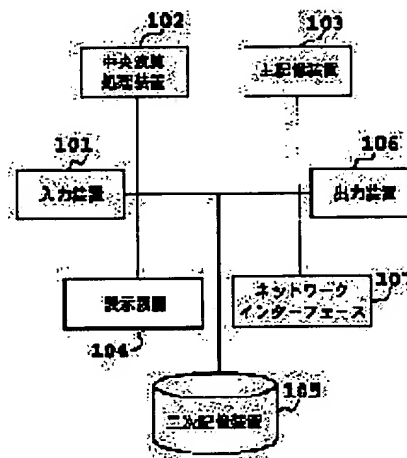 102
103
中央演算
処理装置
主記憶装置
101
106
入力装置
出力装置
表示装置
ネットワーク
インターフェース
107
104
105
二次記憶装置